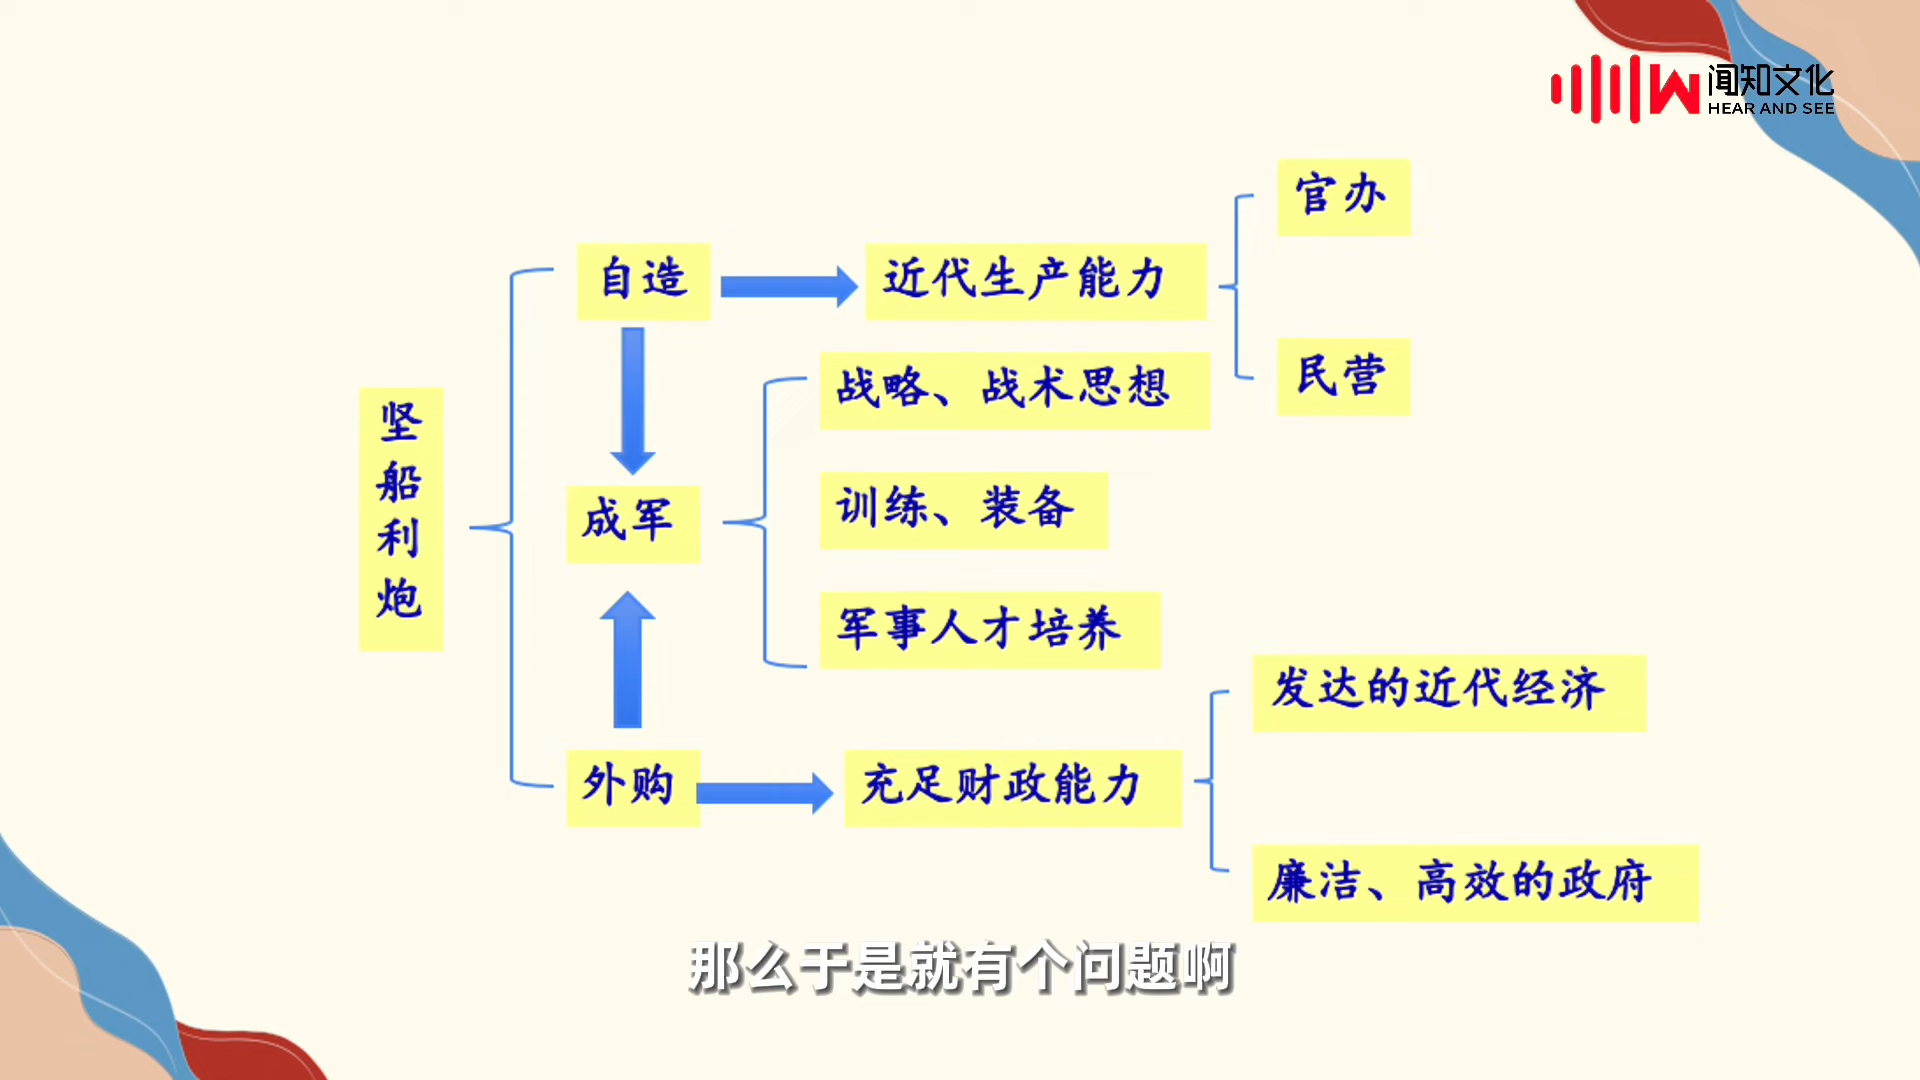 闻知文化
HEAR AND SEE
官办
自造
近代生产能力
民营
战略、战术思想
坚船利炮
训练、装备
成军
军事人才培养
发达的近代经济
外购
充足财政能力
廉洁、高效的政府
那么于是就有个问题啊